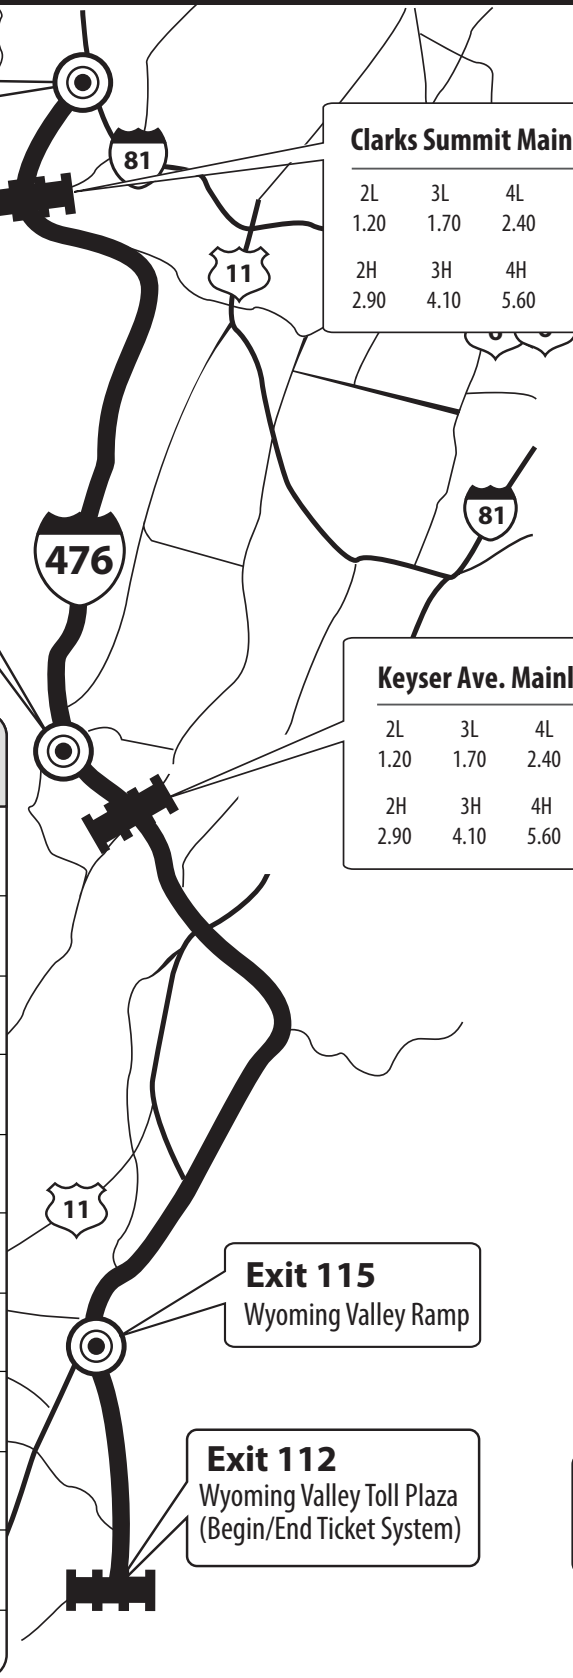 81
Clarks Summit Main
2L 3L 4L
1.20 1.70 2.40
2H 3H 4H
2.90 4.10 5.60
11
81
476
Keyser Ave. Mainl
2L 3L 4L
1.20 1.70 2.40
2H 3H 4H
2.90 4.10 5.60
11
Exit 115
Wyoming Valley Ramp
Exit 112
Wyoming Valley Toll Plaza
(Begin/End Ticket System)